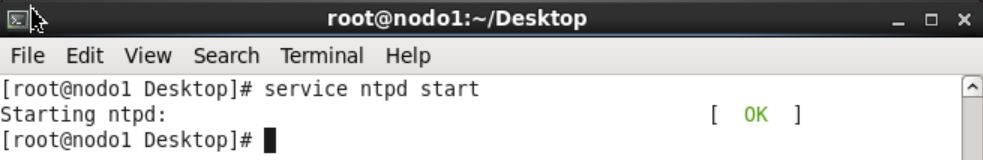 root@nodo1:~/Desktop
File Edit View Search Terminal Help
[root@nodo1 Desktop]# service ntpd start
Starting ntpd: [ OK ]
[root@nodo1 Desktop]#